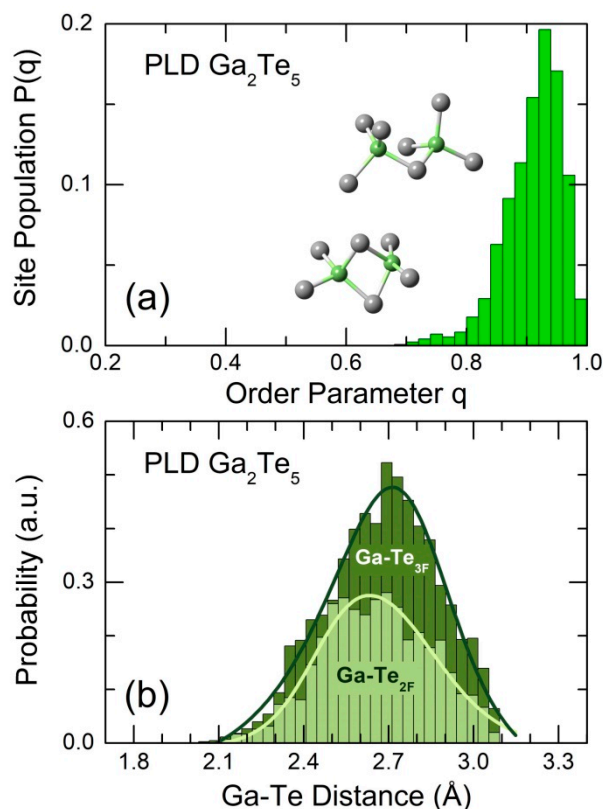 PLD Ga₂Te₅
Site Population P(q)
0.2
0.1
0.0
(a)
0.2 0.4 0.6 0.8 1.0
Order Parameter q
PLD Ga₂Te₅
Probability (a.u.)
0.6
0.3
0.0
Ga-Te₃F
Ga-Te₂F
(b)
1.8 2.1 2.4 2.7 3.0 3.3
Ga-Te Distance (Å)